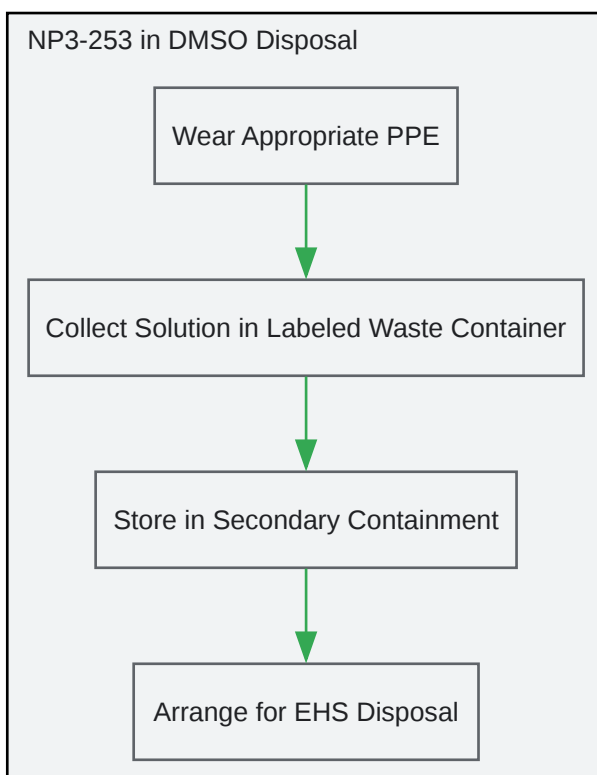 NP3-253 in DMSO Disposal
Wear Appropriate PPE
Collect Solution in Labeled Waste Container
Store in Secondary Containment
Arrange for EHS Disposal